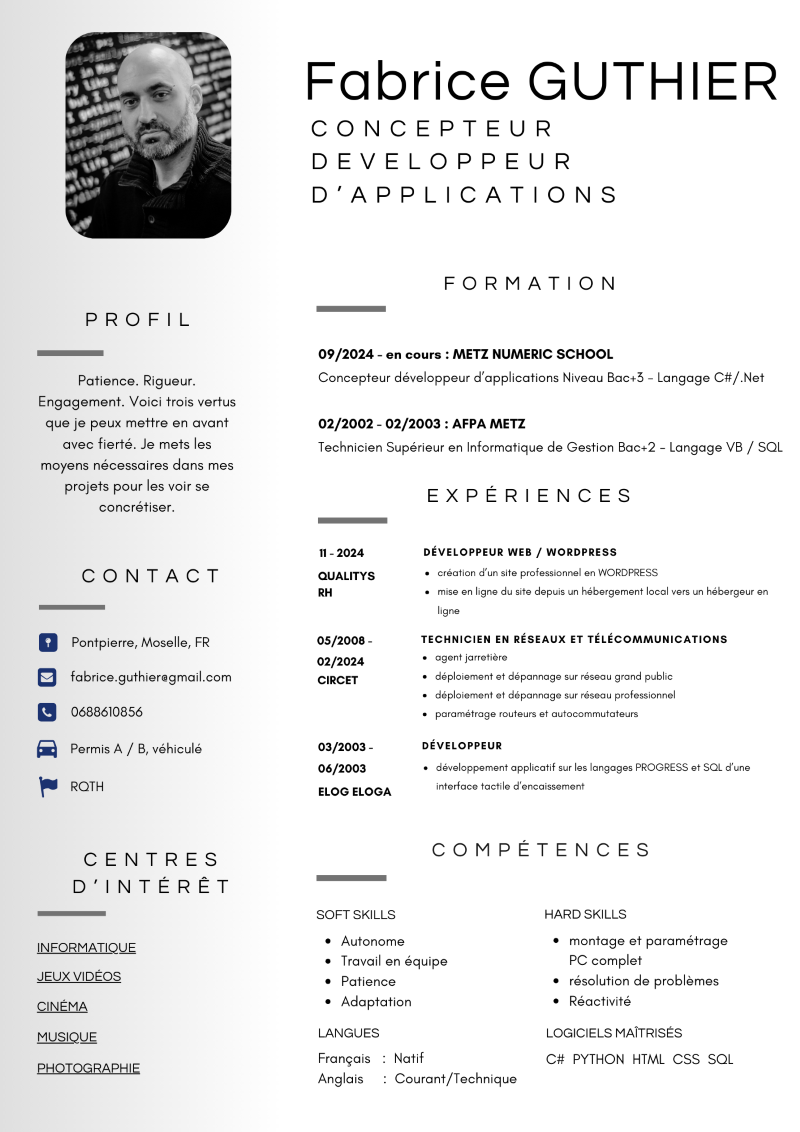 Fabrice GUTHIER
CONCEPTEUR
DEVELOPPEUR
D’APPLICATIONS
PROFIL
Patience. Rigueur.
Engagement. Voici trois vertus
que je peux mettre en avant
avec fierté. Je mets les
moyens nécessaires dans mes
projets pour les voir se
concrétiser.
CONTACT
Pontpierre, Moselle, FR
fabrice.guthier@gmail.com
0688610856
Permis A / B, véhiculé
RQTH
CENTRES
D’INTÉRÊT
INFORMATIQUE
JEUX VIDÉOS
CINÉMA
MUSIQUE
PHOTOGRAPHIE
FORMATION
09/2024 - en cours : METZ NUMERIC SCHOOL
Concepteur développeur d’applications Niveau Bac+3 – Langage C#/.Net
02/2002 - 02/2003 : AFPA METZ
Technicien Supérieur en Informatique de Gestion Bac+2 – Langage VB / SQL
EXPÉRIENCES
11 - 2024
QUALITYS
RH
DÉVELOPPEUR WEB / WORDPRESS
• création d’un site professionnel en WORDPRESS
• mise en ligne du site depuis un hébergement local vers un hébergeur en
ligne
05/2008 -
02/2024
CIRCET
TECHNICIEN EN RÉSEAUX ET TÉLÉCOMMUNICATIONS
• agent jarretière
• déploiement et dépannage sur réseau grand public
• déploiement et dépannage sur réseau professionnel
• paramétrage routeurs et autocommutateurs
03/2003 -
06/2003
ELOG ELOGA
DÉVELOPPEUR
• développement applicatif sur les langages PROGRESS et SQL d’une
interface tactile d’encaissement
COMPÉTENCES
SOFT SKILLS
• Autonome
• Travail en équipe
• Patience
• Adaptation
HARD SKILLS
• montage et paramétrage
PC complet
• résolution de problèmes
• Réactivité
LANGUES
Français : Natif
Anglais : Courant/Technique
LOGICIELS MAÎTRISÉS
C# PYTHON HTML CSS SQL